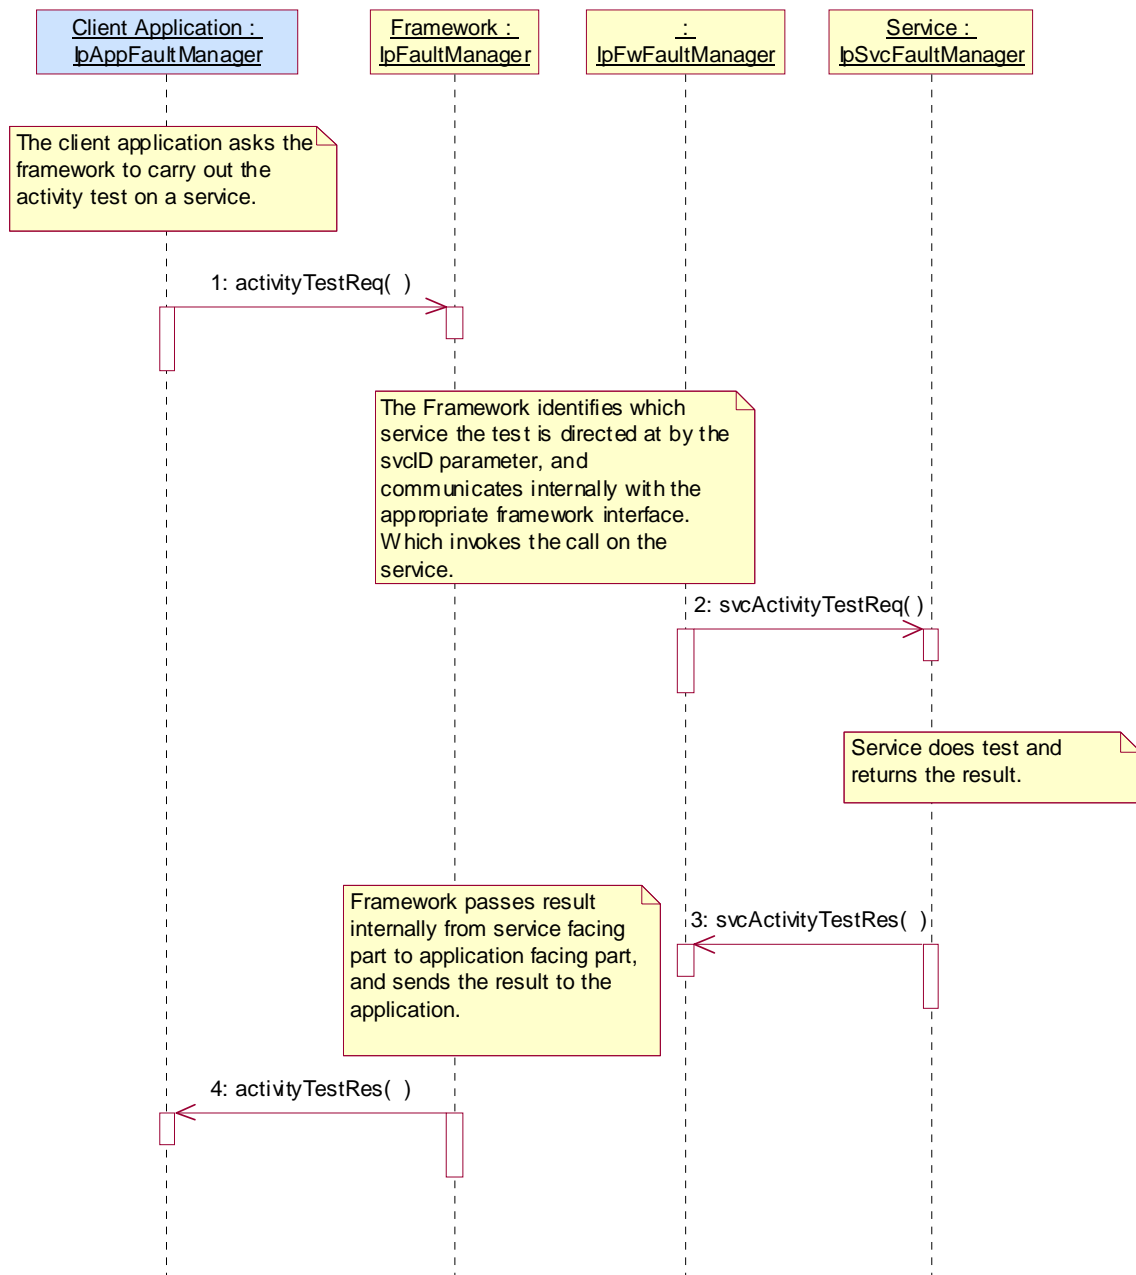 Client Application :
IpAppFaultManager
Framework :
IpFaultManager
:
IpFwFaultManager
Service :
IpSvcFaultManager
The client application asks the
framework to carry out the
activity test on a service.
1: activityTestReq(  )
The Framework identifies which
service the test is directed at by the
svcID parameter, and
communicates internally with the
appropriate framework interface.
Which invokes the call on the
service.
2: svcActivityTestReq( )
Service does test and
returns the result.
Framework passes result
internally from service facing
part to application facing part,
and sends the result to the
application.
3: svcActivityTestRes(  )
4: activityTestRes(  )